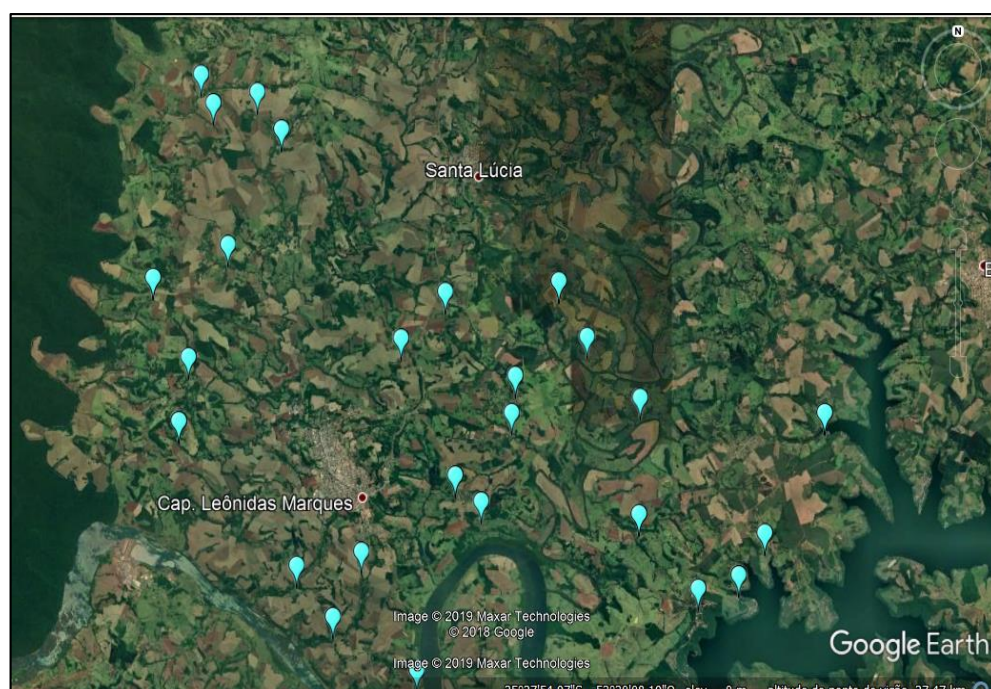 N
Santa Lúcia
Cap. Leônidas Marques
Image © 2019 Maxar Technologies
© 2018 Google
Image © 2019 Maxar Technologies
Google Earth